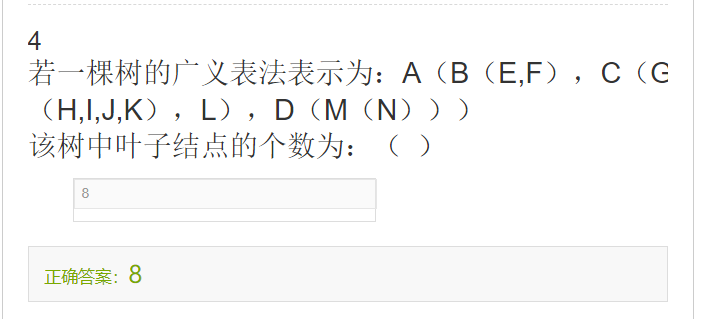 4
若一棵树的广义表法表示为：A（B（E,F），C（G
（H,I,J,K），L），D（M（N）））
该树中叶子结点的个数为：（ ）
8
正确答案：8